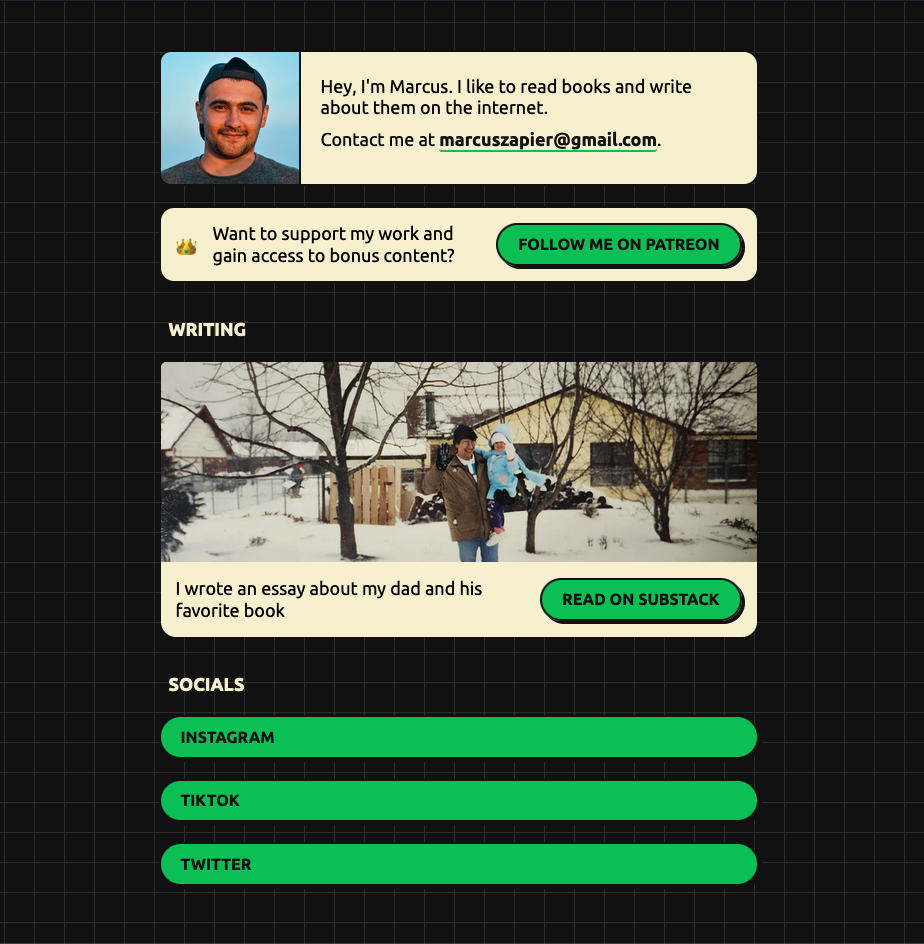 Hey, I'm Marcus. I like to read books and write
about them on the internet.
Contact me at marcuszapier@gmail.com.
Want to support my work and
gain access to bonus content?
FOLLOW ME ON PATREON
WRITING
I wrote an essay about my dad and his
favorite book
READ ON SUBSTACK
SOCIALS
INSTAGRAM
TIKTOK
TWITTER